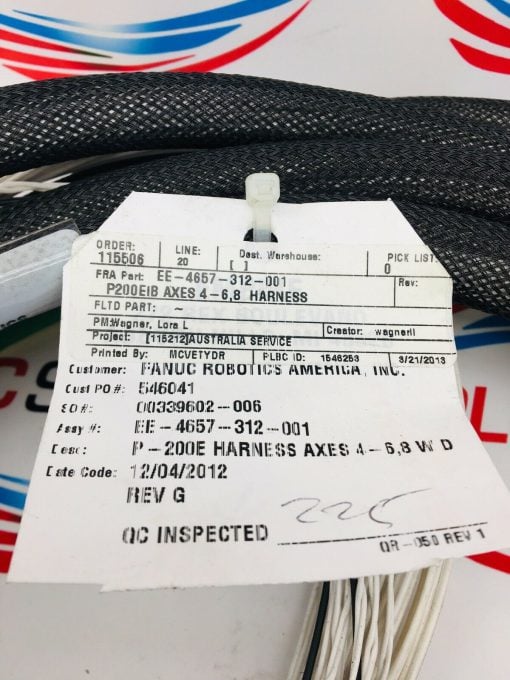 ORDER: 115506 LINE: 20 Dest. Warehouse: [ ] PICK LIST: 0
FRA Part: EE-4657-312-001
P200EIB AXES 4-6,8 HARNESS
FLTD PART: ~
PM:Wagner, Lora L Creator: wagnerll
Project: [115212]AUSTRALIA SERVICE
Printed By: MCVETYDR PLBC ID: 1546253 3/21/2013
Customer: FANUC ROBOTICS AMERICA, INC.
Cust PO #: 546041
SO #: 00339602-006
Assy #: EE-4657-312-001
Desc: P-200E HARNESS AXES 4-6,8 W D
Date Code: 12/04/2012
REV G
QC INSPECTED 225
QR-050 REV 1